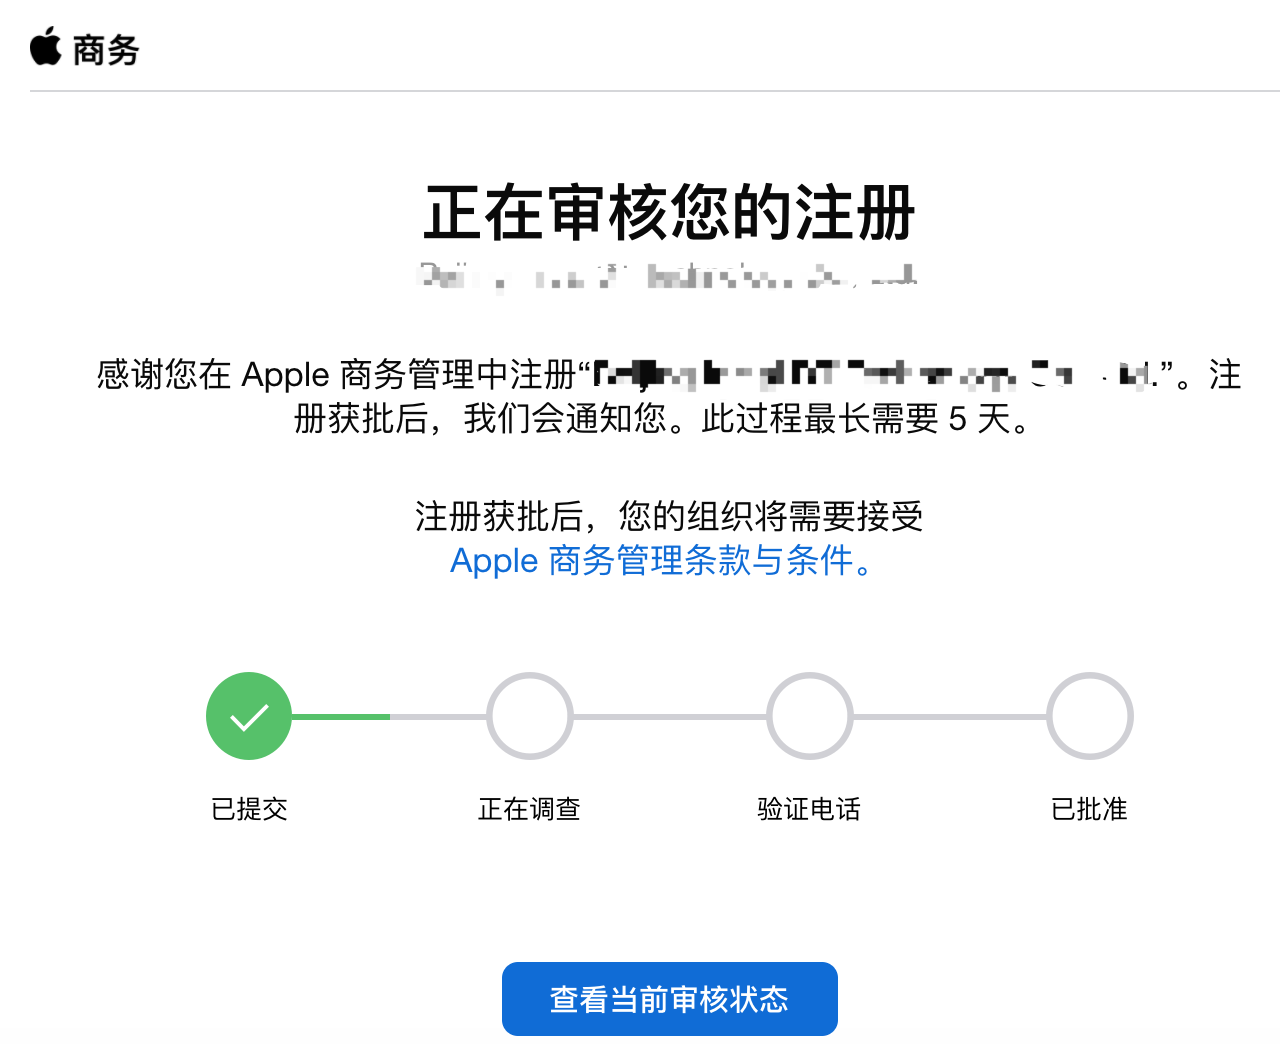 商务
正在审核您的注册
感谢您在 Apple 商务管理中注册“ .”。注
册获批后，我们会通知您。此过程最长需要 5 天。
注册获批后，您的组织将需要接受
Apple 商务管理条款与条件。
已提交
正在调查
验证电话
已批准
查看当前审核状态